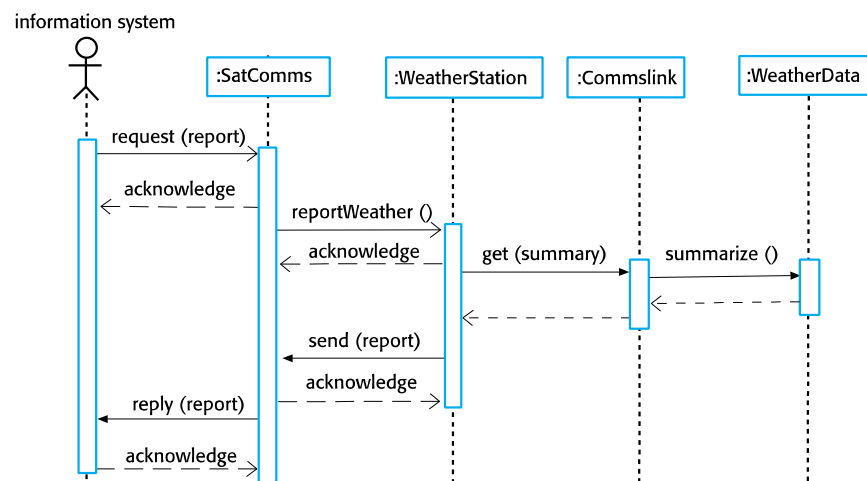 information system
:SatComms
:WeatherStation
:Commslink
:WeatherData
request (report)
acknowledge
reportWeather ()
acknowledge
get (summary)
summarize ()
send (report)
acknowledge
reply (report)
acknowledge